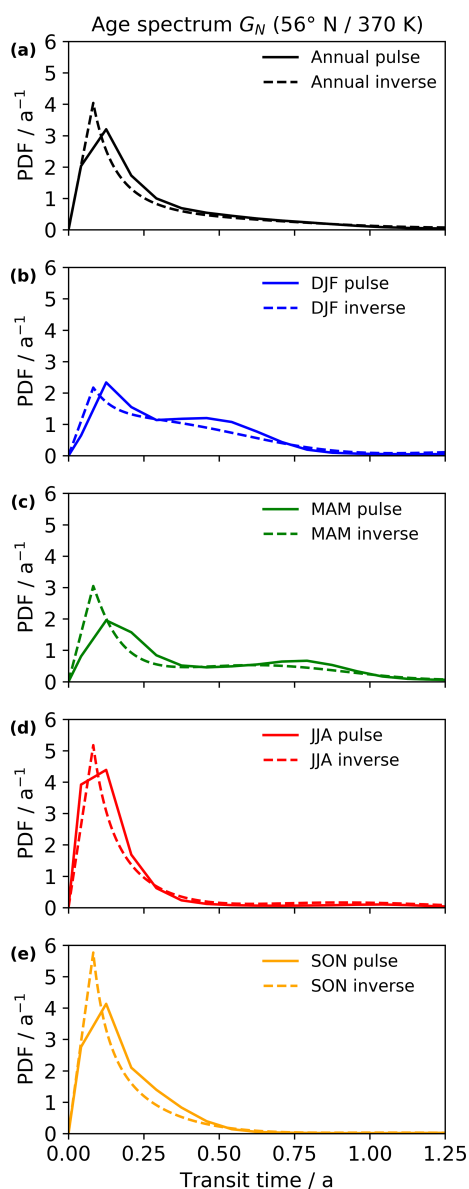 Age spectrum G_N (56° N / 370 K)
(a)
6
5
4
3
2
1
0
PDF / a⁻¹
Annual pulse
Annual inverse
(b)
6
5
4
3
2
1
0
PDF / a⁻¹
DJF pulse
DJF inverse
(c)
6
5
4
3
2
1
0
PDF / a⁻¹
MAM pulse
MAM inverse
(d)
6
5
4
3
2
1
0
PDF / a⁻¹
JJA pulse
JJA inverse
(e)
6
5
4
3
2
1
0
PDF / a⁻¹
SON pulse
SON inverse
0.00 0.25 0.50 0.75 1.00 1.25
Transit time / a